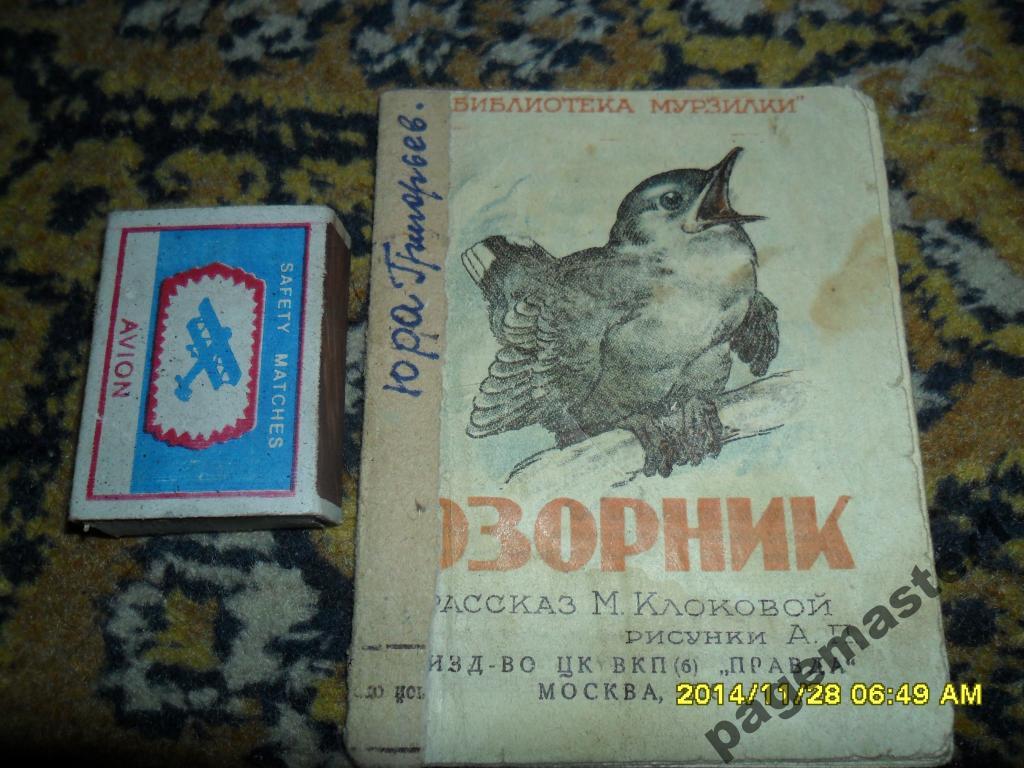 БИБЛИОТЕКА МУРЗИЛКИ"
Юра Григорьев.
ОЗОРНИК
РАССКАЗ М. КЛОКОВОЙ
РИСУНКИ А.
ИЗД-ВО ЦК ВКП(б) „ПРАВДА"
МОСКВА,
SAFETY MATCHES
AVION
2014/11/28 06:49 AM
pagemaster